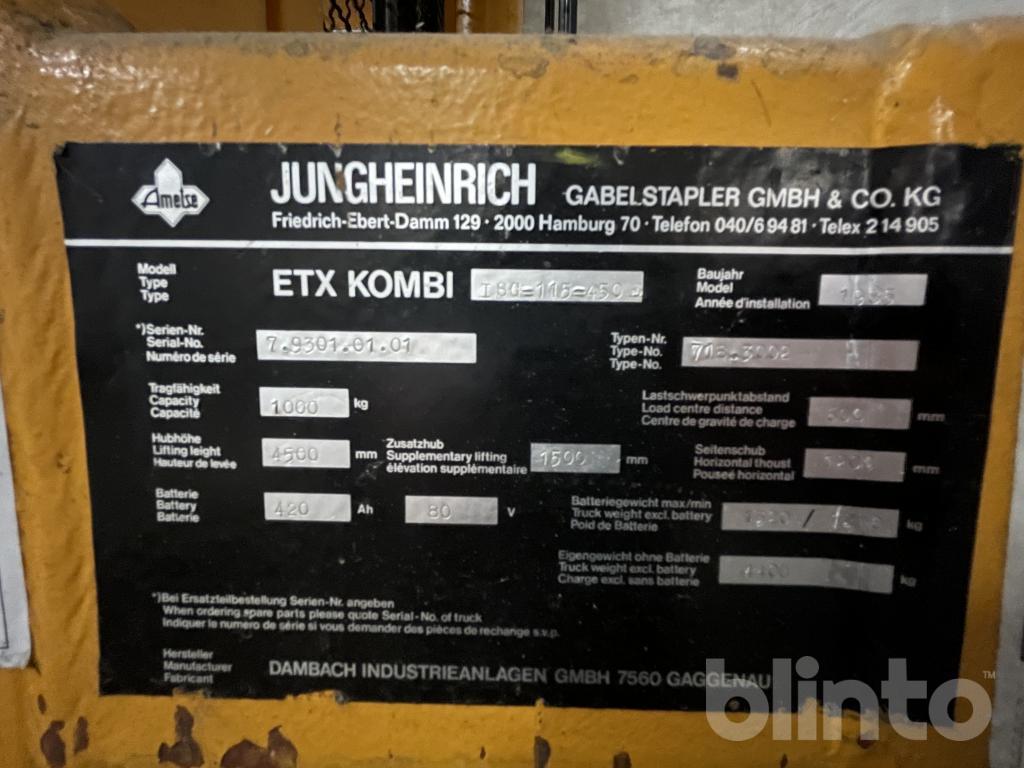 Ameise
JUNGHEINRICH GABELSTAPLER GMBH & CO. KG
Friedrich-Ebert-Damm 129 · 2000 Hamburg 70 · Telefon 040/6 94 81 · Telex 2 14 905
Modell
Type
Type
ETX KOMBI
Baujahr
Model
Année d'installation
*)Serien-Nr.
Serial-No.
Numéro de série
7.9301.01.01
Typen-Nr.
Type-No.
Type-No.
Tragfähigkeit
Capacity
Capacité
1000 kg
Lastschwerpunktabstand
Load centre distance
Centre de gravité de charge
mm
Hubhöhe
Lifting leight
Hauteur de levée
4500 mm
Zusatzhub
Supplementary lifting
élévation supplémentaire
1500 mm
Seitenschub
Horizontal thoust
Pousée horizontal
mm
Batterie
Battery
Batterie
420 Ah 80 V
Batteriegewicht max/min
Truck weight excl. battery
Poid de Batterie
kg
Eigengewicht ohne Batterie
Truck weight excl. battery
Charge excl. sans batterie
4400 kg
*)Bei Ersatzteilbestellung Serien-Nr. angeben
When ordering spare parts please quote Serial-No. of truck
Indiquer le numero de série si vous demander des pièces de rechange s.v.p.
Hersteller
Manufacturer
Fabricant
DAMBACH INDUSTRIEANLAGEN GMBH 7560 GAGGENAU
blinto™